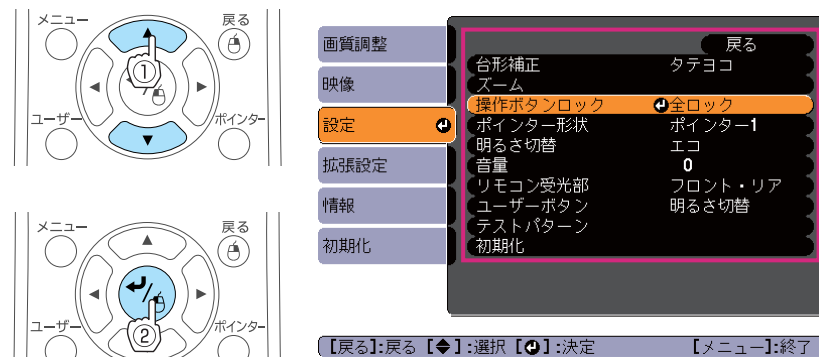 メニュー 戻る
①
ユーザー ポインター
メニュー 戻る
②
ユーザー ポインター
画質調整
映像
設定
拡張設定
情報
初期化
戻る
台形補正 タテヨコ
ズーム
操作ボタンロック 全ロック
ポインター形状 ポインター1
明るさ切替 エコ
音量 0
リモコン受光部 フロント・リア
ユーザーボタン 明るさ切替
テストパターン
初期化
[戻る]:戻る [◆]:選択 [⏎]:決定 [メニュー]:終了